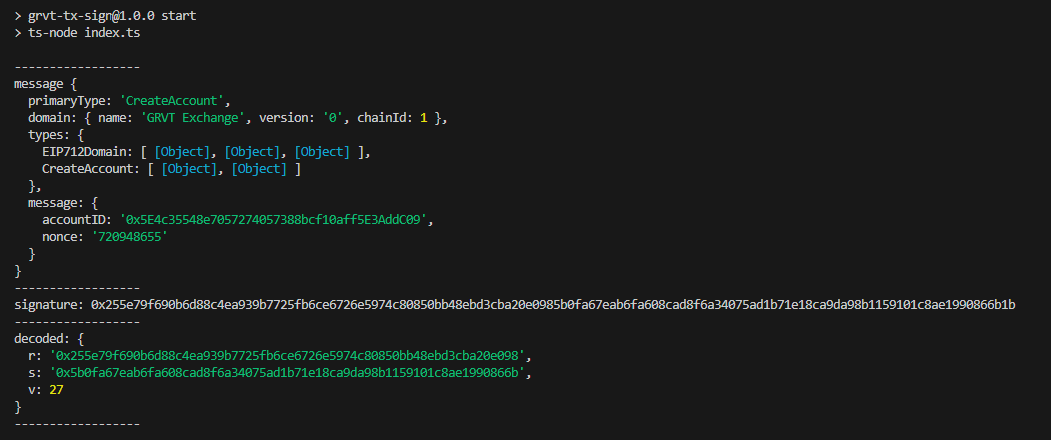 > grvt-tx-sign@1.0.0 start
> ts-node index.ts
------------------
message {
  primaryType: 'CreateAccount',
  domain: { name: 'GRVT Exchange', version: '0', chainId: 1 },
  types: {
    EIP712Domain: [ [Object], [Object], [Object] ],
    CreateAccount: [ [Object], [Object] ]
  },
  message: {
    accountID: '0x5E4c35548e7057274057388bcf10aff5E3AddC09',
    nonce: '720948655'
  }
}
------------------
signature: 0x255e79f690b6d88c4ea939b7725fb6ce6726e5974c80850bb48ebd3cba20e0985b0fa67eab6fa608cad8f6a34075ad1b71e18ca9da98b1159101c8ae1990866b1b
------------------
decoded: {
  r: '0x255e79f690b6d88c4ea939b7725fb6ce6726e5974c80850bb48ebd3cba20e098',
  s: '0x5b0fa67eab6fa608cad8f6a34075ad1b71e18ca9da98b1159101c8ae1990866b',
  v: 27
}
------------------